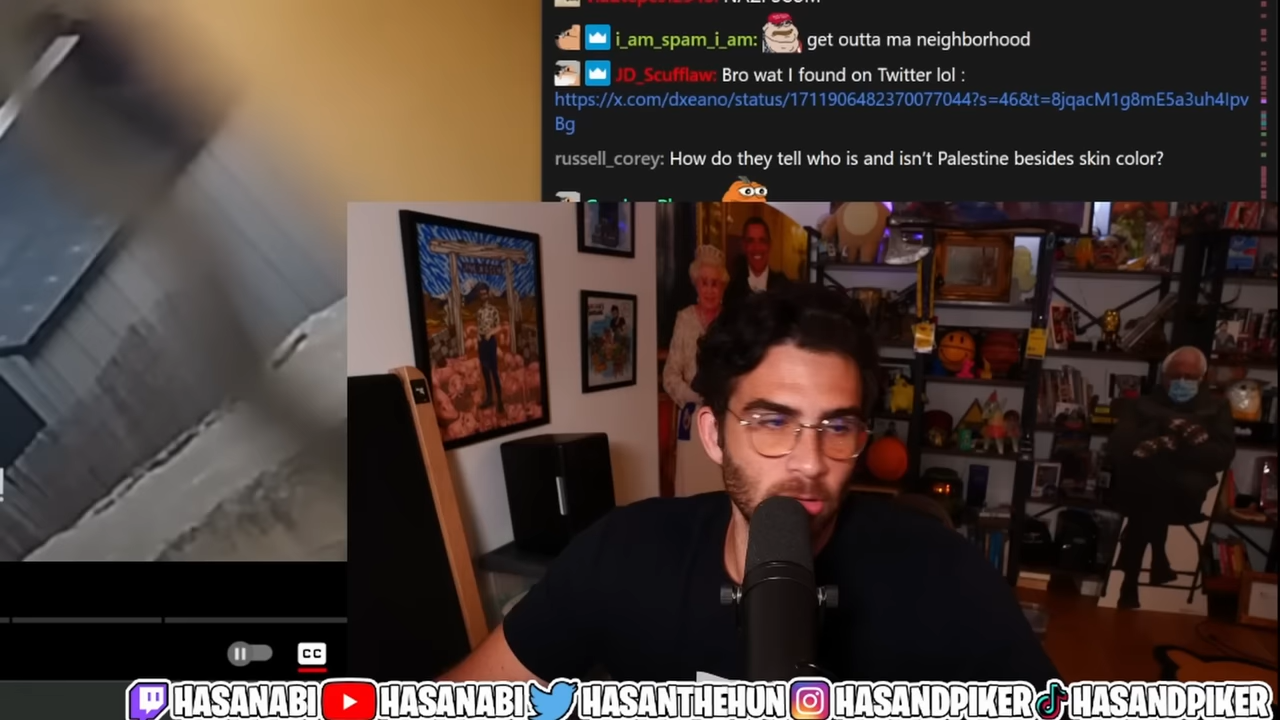 i_am_spam_i_am: get outta ma neighborhood
JD_Scufflaw: Bro wat I found on Twitter lol :
https://x.com/dxeano/status/1711906482370077044?s=46&t=8jqacM1g8mE5a3uh4Ipv
Bg
russell_corey: How do they tell who is and isn't Palestine besides skin color?
CC
HASANABI HASANABI HASANTHEHUN HASANDPIKER HASANDPIKER